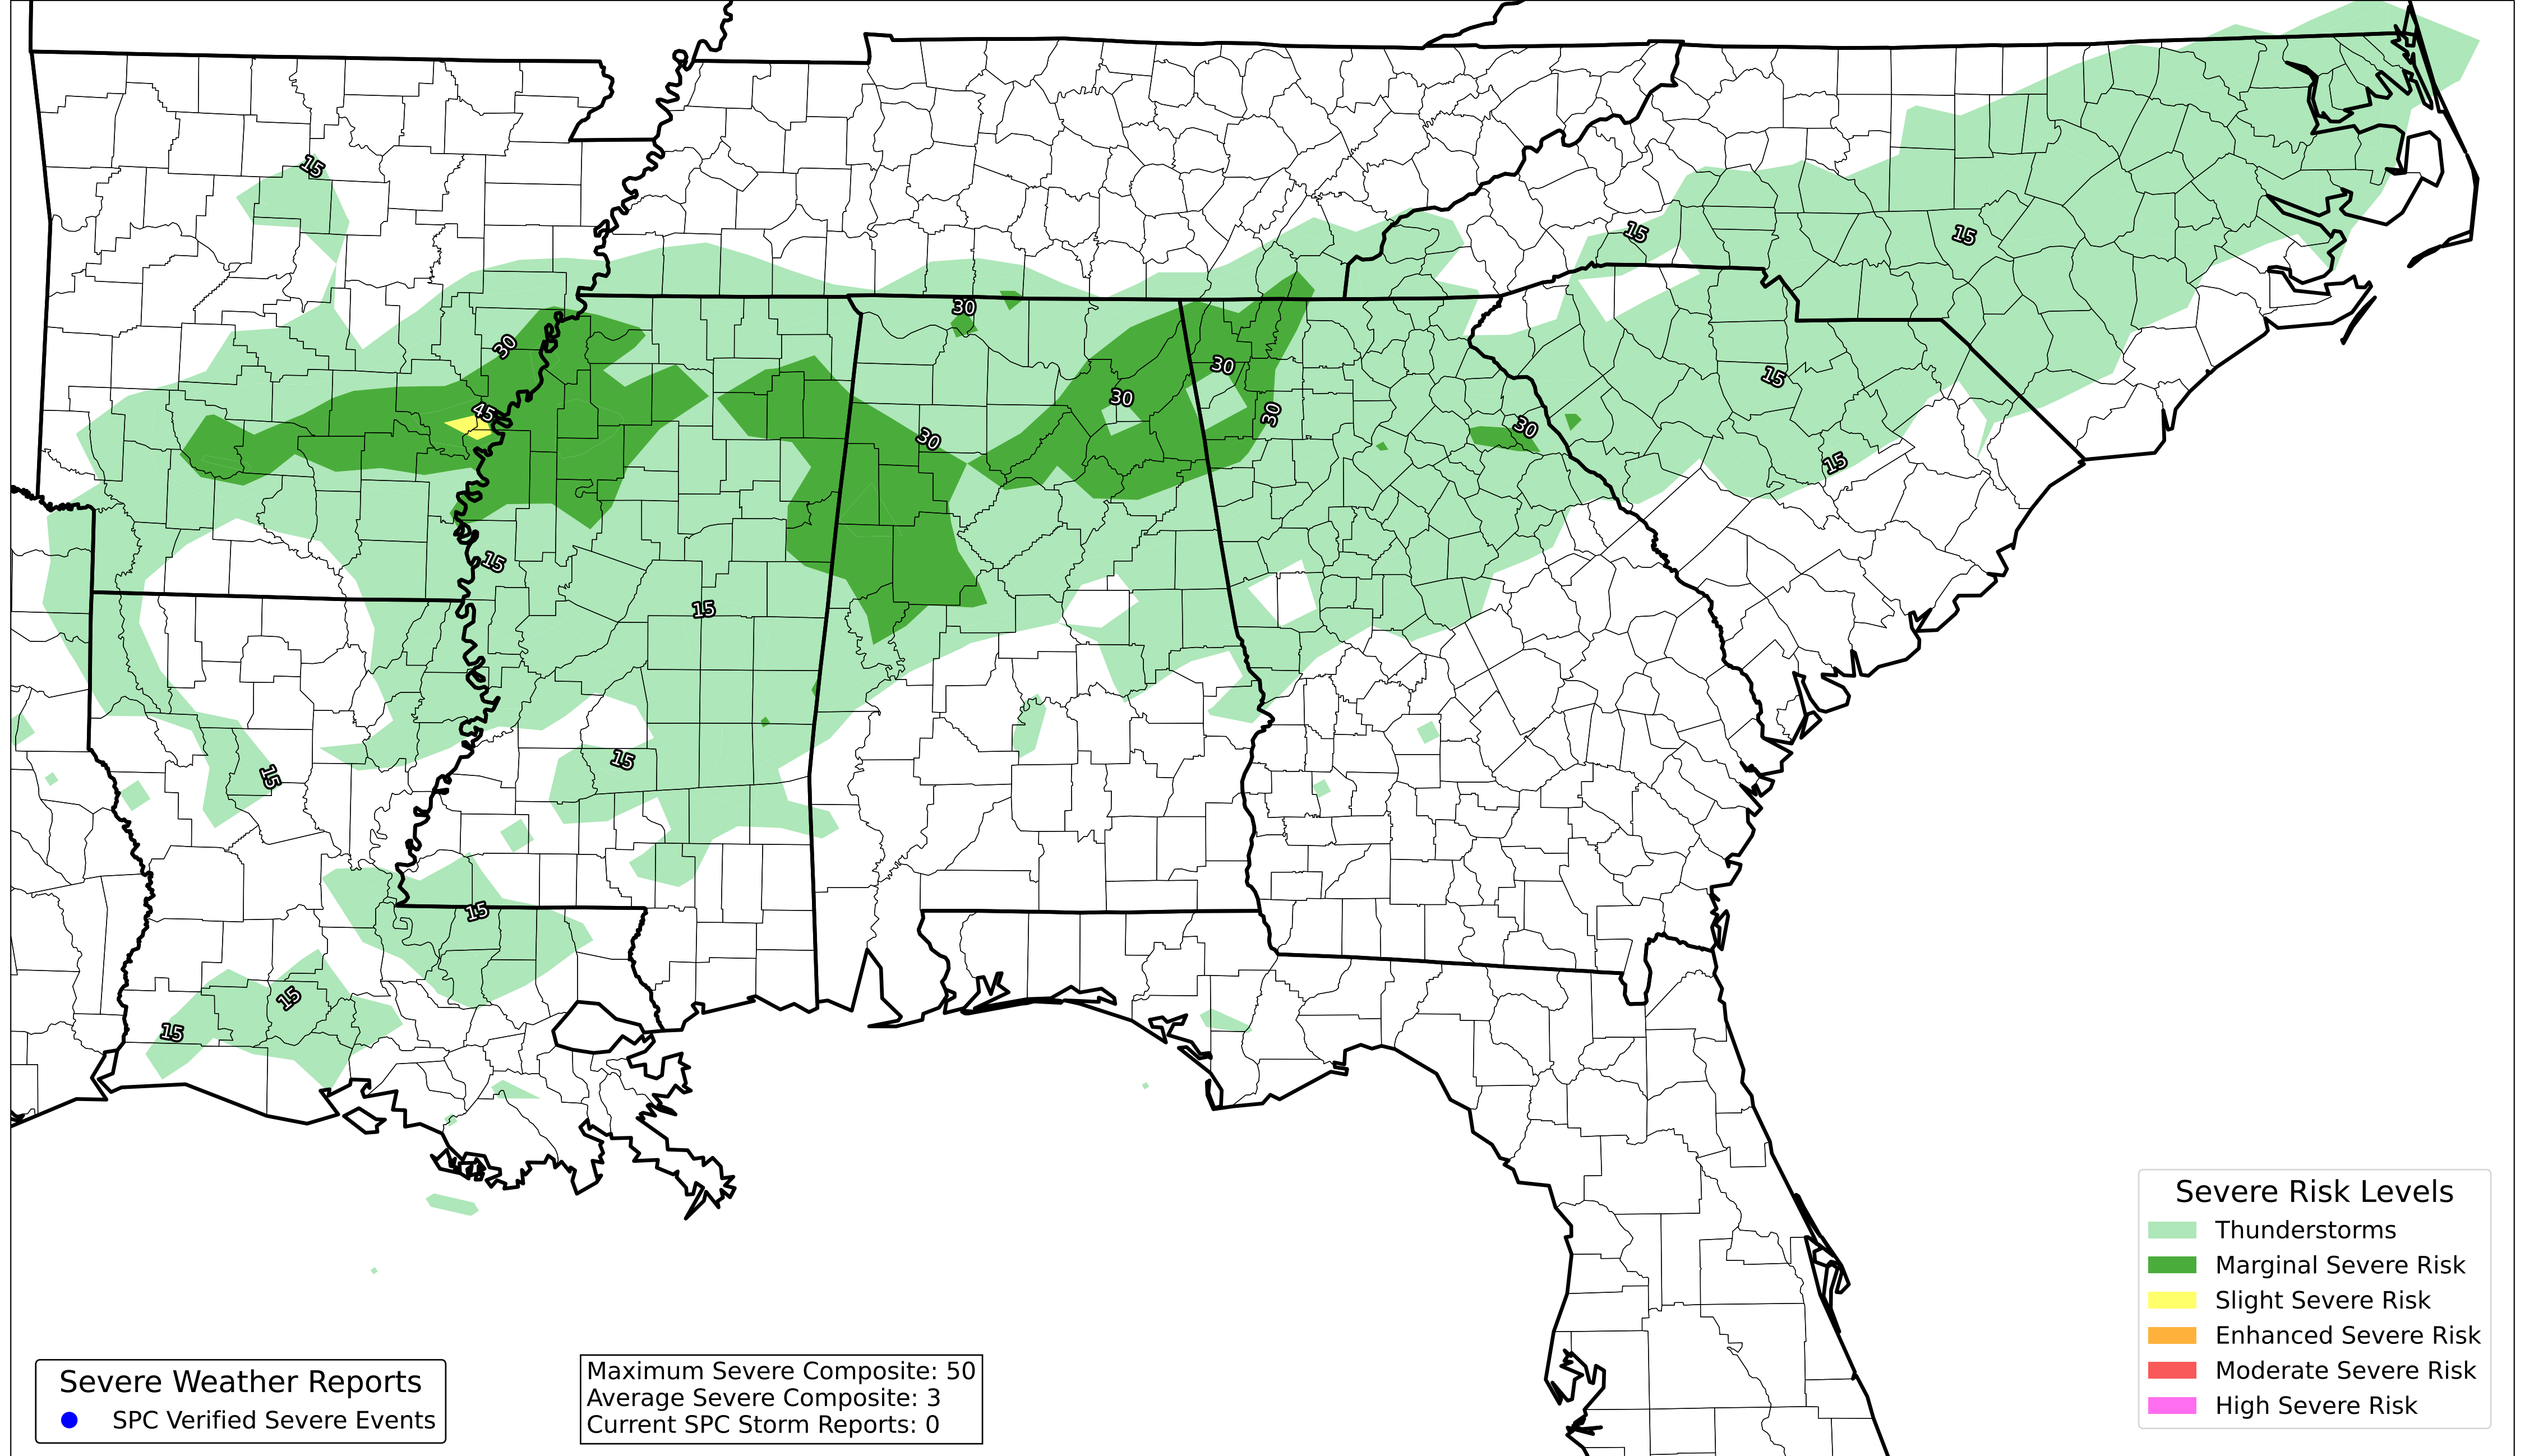 15
15
15
30
30
30
30
15
30
45
30
30
30
15
15
15
15
15
15
15
15
15
Severe Risk Levels
Thunderstorms
Marginal Severe Risk
Slight Severe Risk
Enhanced Severe Risk
Moderate Severe Risk
High Severe Risk
Maximum Severe Composite: 50
Average Severe Composite: 3
Current SPC Storm Reports: 0
Severe Weather Reports
SPC Verified Severe Events